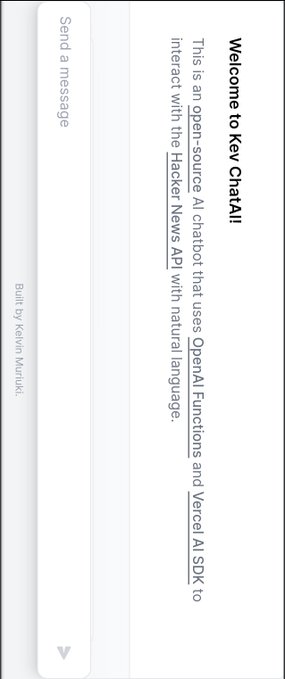 Welcome to Kev ChatAI!
This is an open-source AI chatbot that uses OpenAI Functions and Vercel AI SDK to
interact with the Hacker News API with natural language.
Send a message
Built by Kelvin Muriuki.